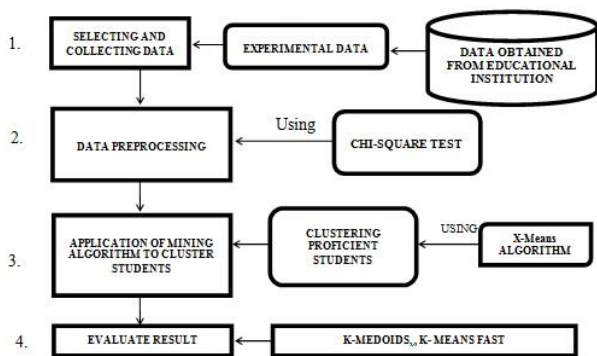 1.
SELECTING AND
COLLECTING DATA
EXPERIMENTAL DATA
DATA OBTAINED
FROM EDUCATIONAL
INSTITUTION
2.
DATA PREPROCESSING
Using
CHI-SQUARE TEST
3.
APPLICATION OF MINING
ALGORITHM TO CLUSTER
STUDENTS
CLUSTERING
PROFICIENT
STUDENTS
USING
X-Means
ALGORITHM
4.
EVALUATE RESULT
K-MEDOIDS, K- MEANS FAST